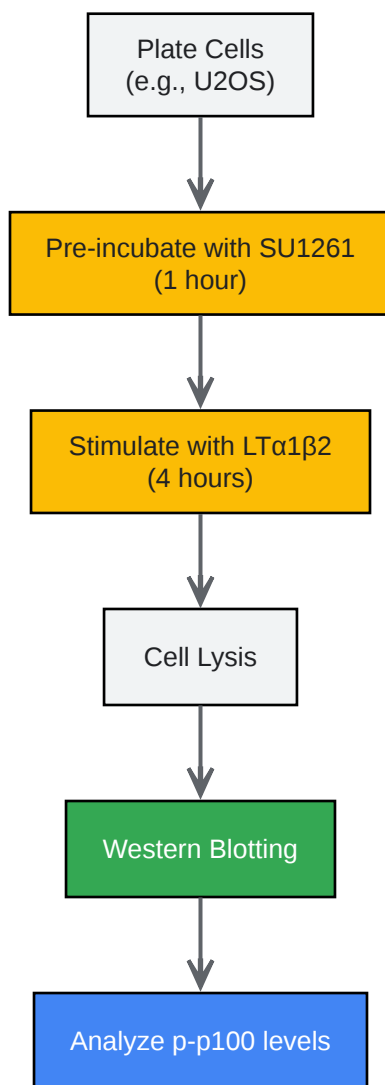 Plate Cells
(e.g., U2OS)
Pre-incubate with SU1261
(1 hour)
Stimulate with LTα1β2
(4 hours)
Cell Lysis
Western Blotting
Analyze p-p100 levels